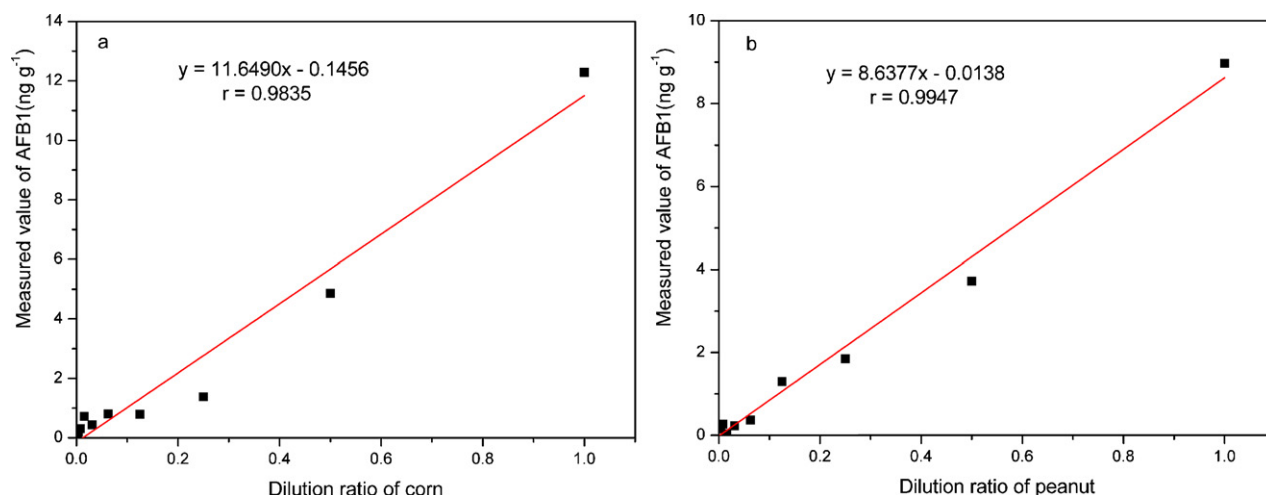 a
y = 11.6490x - 0.1456
r = 0.9835
Measured value of AFB1(ng g⁻¹)
14
12
10
8
6
4
2
0
0.0 0.2 0.4 0.6 0.8 1.0
Dilution ratio of corn
b
y = 8.6377x - 0.0138
r = 0.9947
Measured value of AFB1(ng g⁻¹)
10
8
6
4
2
0
0.0 0.2 0.4 0.6 0.8 1.0
Dilution ratio of peanut